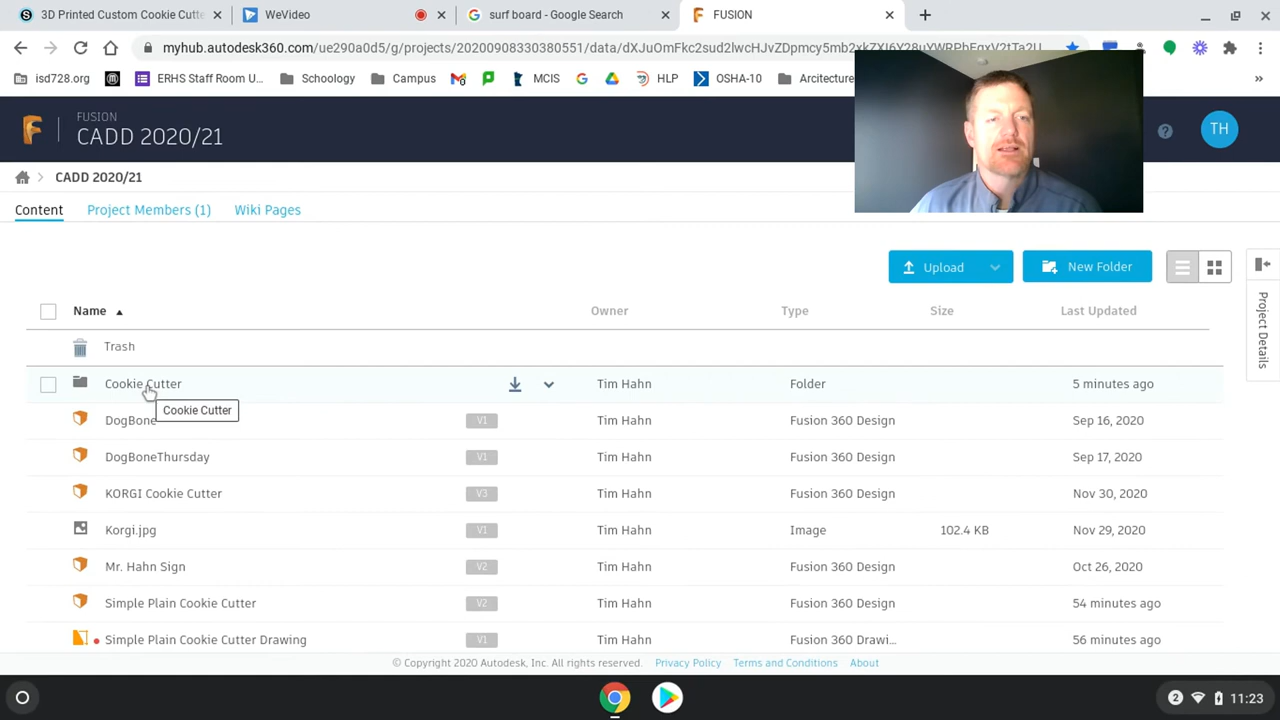 3D Printed Custom Cookie Cutte
WeVideo
surf board - Google Search
FUSION
isd728.org
ERHS Staff Room U...
Schoology
Campus
MCIS
OSHA-10
HLP
Arcitecture
»
FUSION
CADD 2020/21
TH
CADD 2020/21
Content
Project Members (1)
Wiki Pages
Upload
New Folder
Project Details
Name
Owner
Type
Size
Last Updated
Trash
Cookie Cutter
Tim Hahn
Folder
5 minutes ago
Cookie Cutter
DogBone
V1
Tim Hahn
Fusion 360 Design
Sep 16, 2020
DogBoneThursday
V1
Tim Hahn
Fusion 360 Design
Sep 17, 2020
KORGI Cookie Cutter
V3
Tim Hahn
Fusion 360 Design
Nov 30, 2020
Korgi.jpg
V1
Tim Hahn
Image
102.4 KB
Nov 29, 2020
Mr. Hahn Sign
V2
Tim Hahn
Fusion 360 Design
Oct 26, 2020
Simple Plain Cookie Cutter
V2
Tim Hahn
Fusion 360 Design
54 minutes ago
Simple Plain Cookie Cutter Drawing
V1
Tim Hahn
Fusion 360 Drawi...
56 minutes ago
© Copyright 2020 Autodesk, Inc. All rights reserved.
Privacy Policy
Terms and Conditions
About
2
11:23